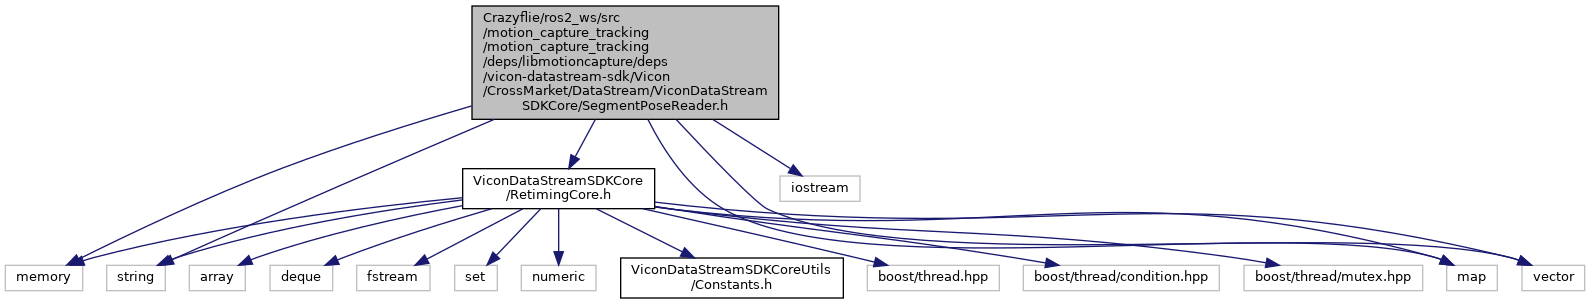 Crazyflie/ros2_ws/src
/motion_capture_tracking
/motion_capture_tracking
/deps/libmotioncapture/deps
/vicon-datastream-sdk/Vicon
/CrossMarket/DataStream/ViconDataStream
SDKCore/SegmentPoseReader.h
ViconDataStreamSDKCore
/RetimingCore.h
iostream
memory
string
array
deque
fstream
set
numeric
ViconDataStreamSDKCoreUtils
/Constants.h
boost/thread.hpp
boost/thread/condition.hpp
boost/thread/mutex.hpp
map
vector